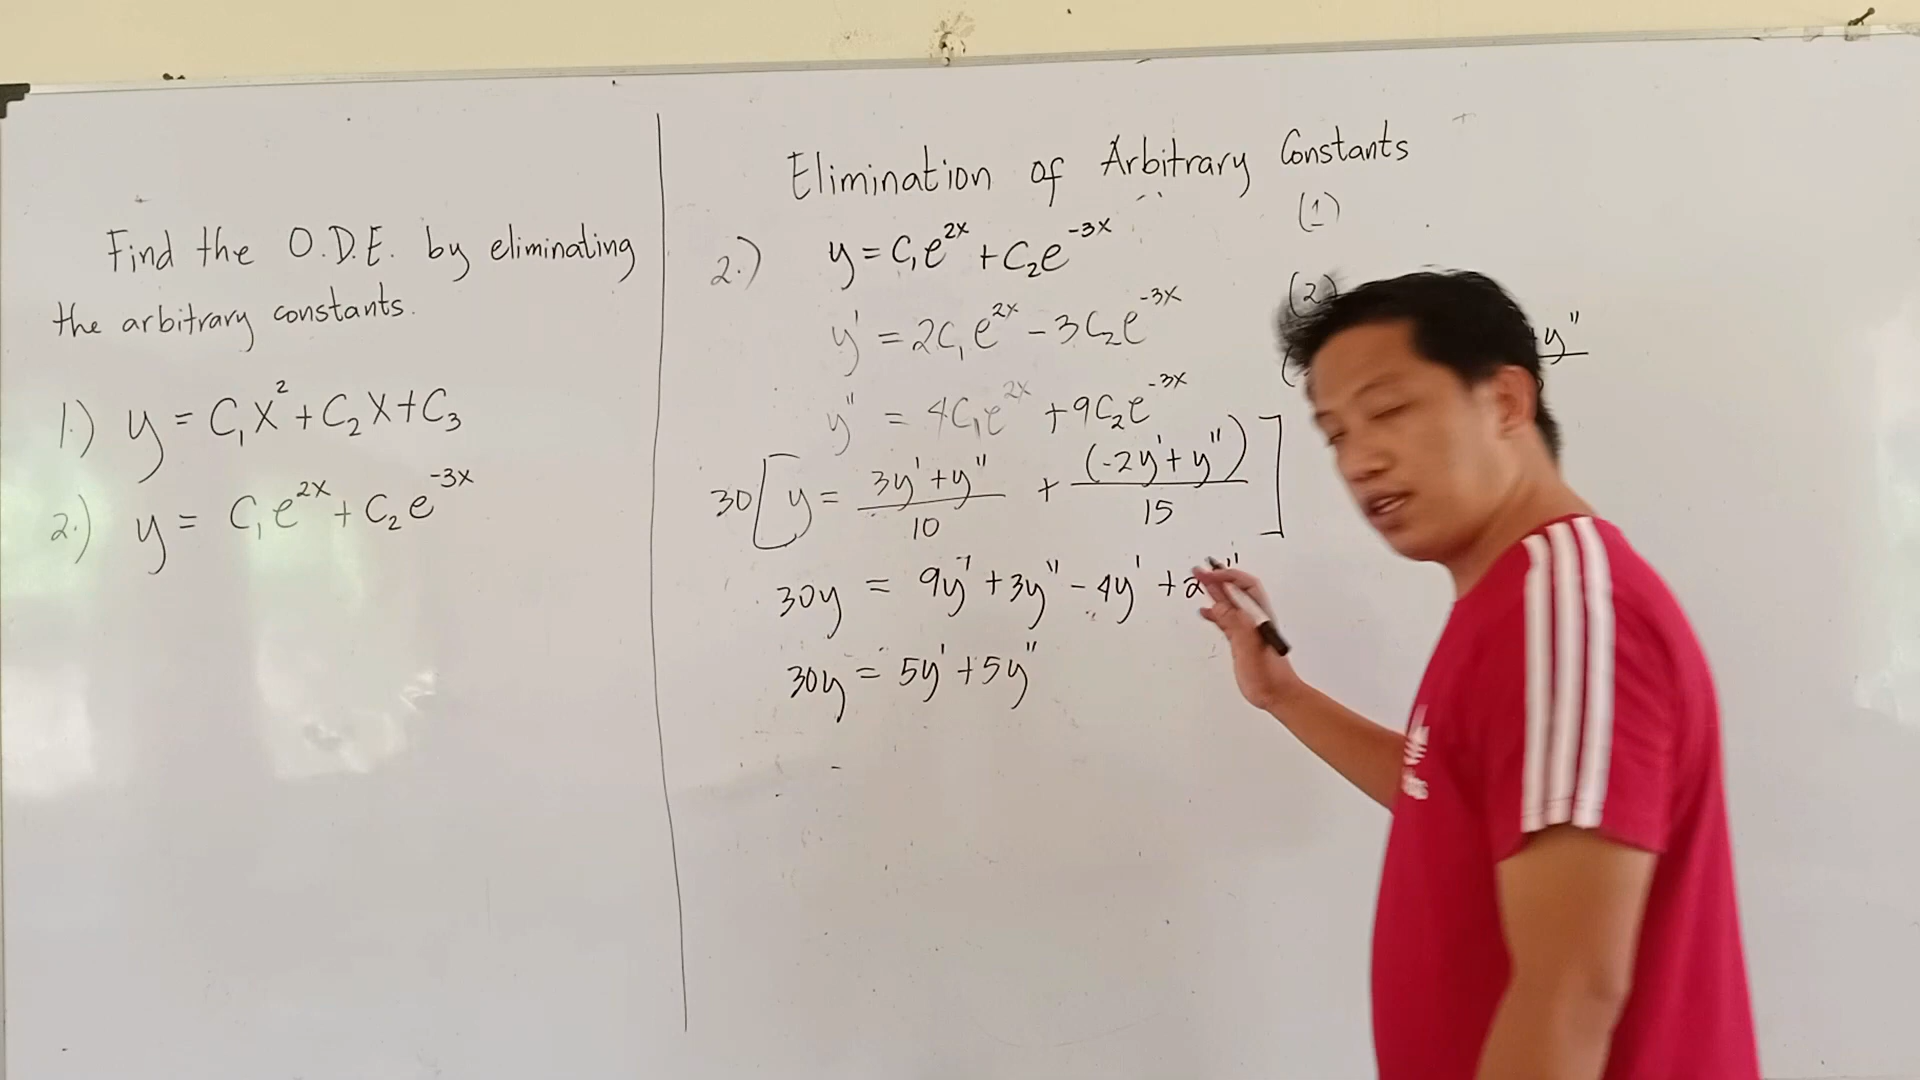 Find the O.D.E. by eliminating
the arbitrary constants.
1.) y = C₁x² + C₂x + C₃
2.) y = C₁e^{2x} + C₂e^{-3x}
Elimination of Arbitrary Constants
2.) y = C₁e^{2x} + C₂e^{-3x} (1)
y' = 2C₁e^{2x} - 3C₂e^{-3x} (2)
y'' = 4C₁e^{2x} + 9C₂e^{-3x}
y''
30[y = (3y' + y'')/10 + (-2y' + y'')/15]
30y = 9y' + 3y'' - 4y' + 2
30y = 5y' + 5y''